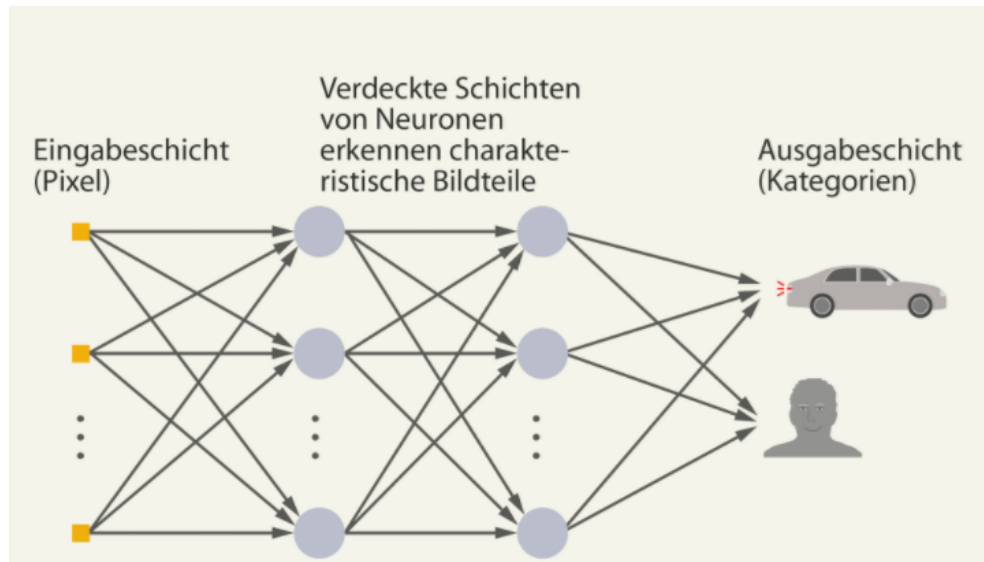 Eingabeschicht
(Pixel)
Verdeckte Schichten
von Neuronen
erkennen charakte-
ristische Bildteile
Ausgabeschicht
(Kategorien)